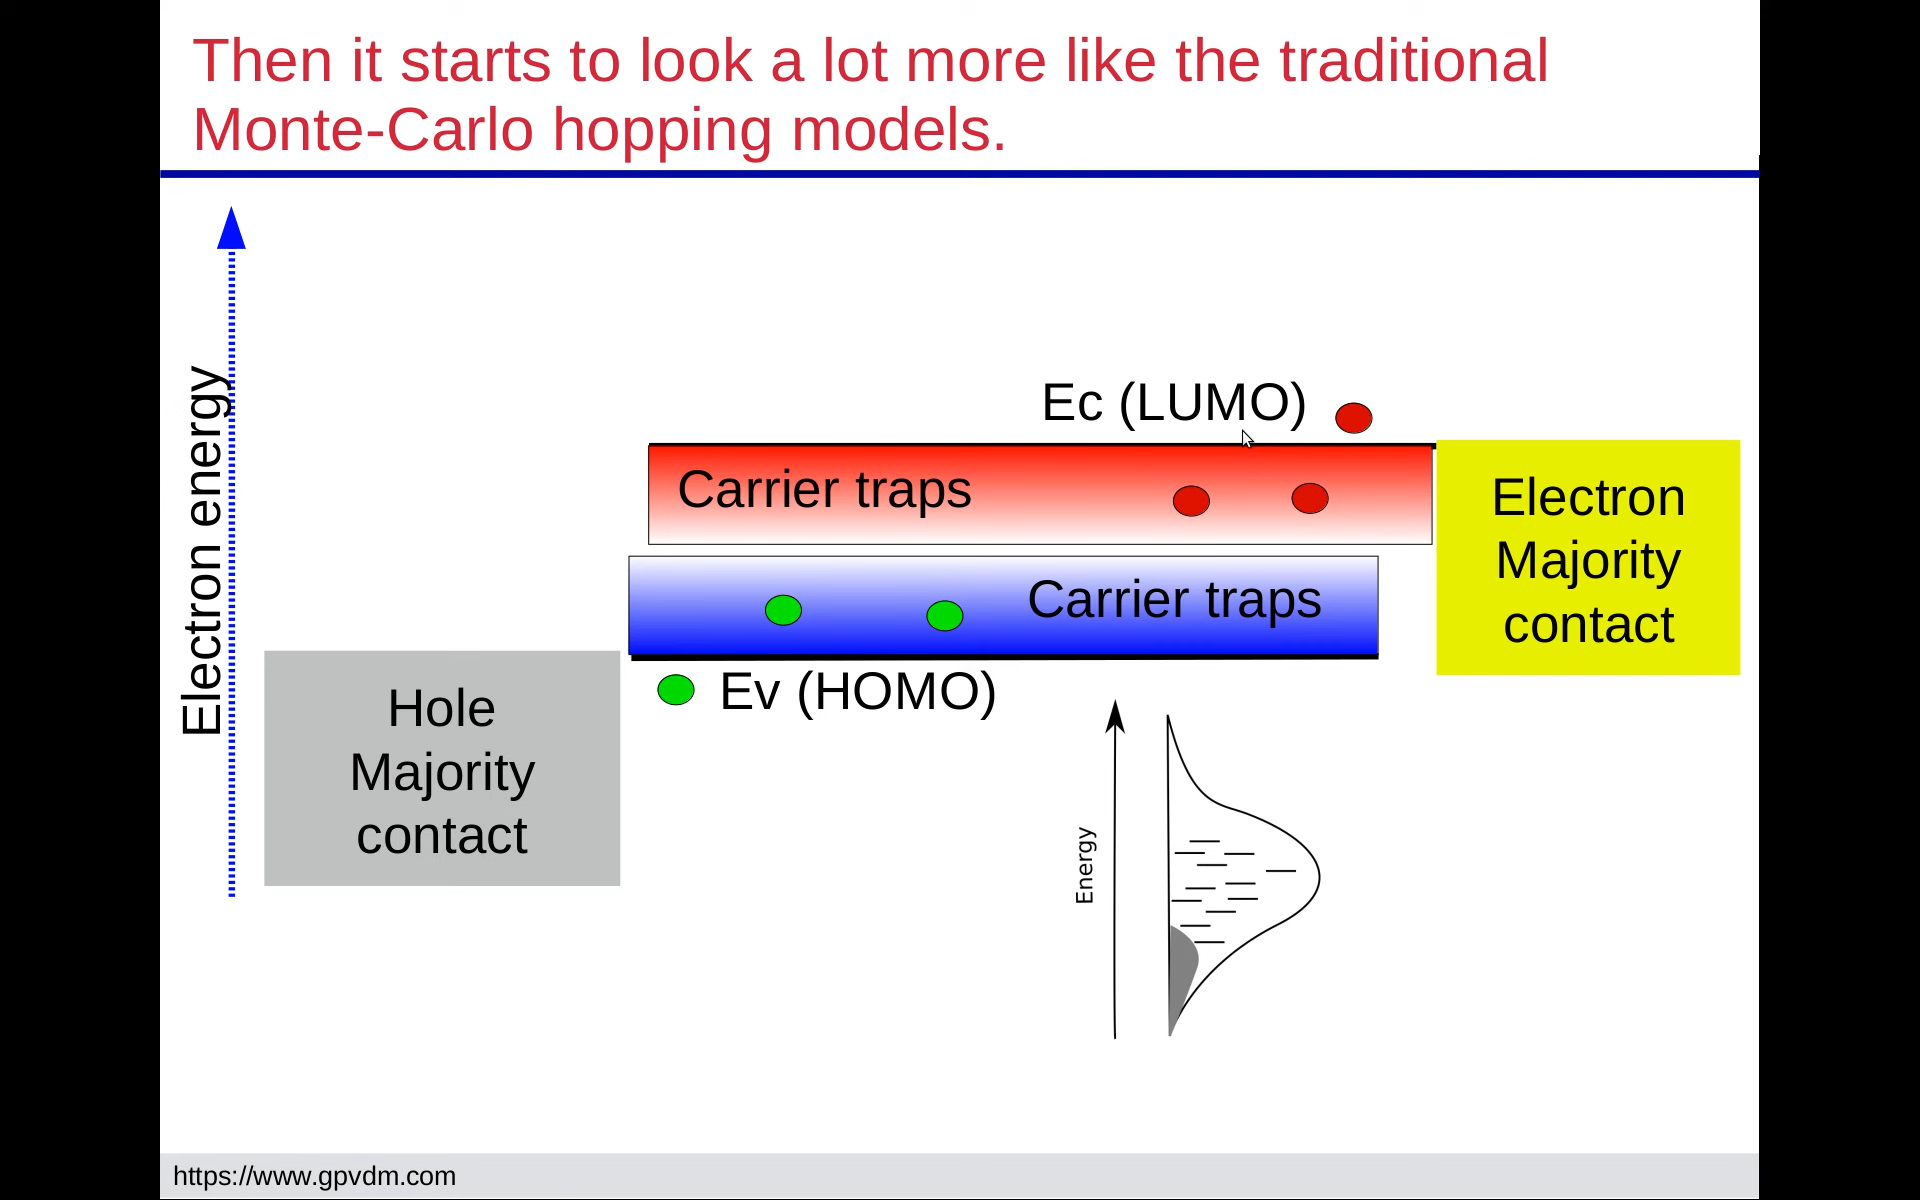 Then it starts to look a lot more like the traditional
Monte-Carlo hopping models.
Electron energy
Ec (LUMO)
Carrier traps
Electron
Majority
contact
Carrier traps
Hole
Majority
contact
Ev (HOMO)
Energy
https://www.gpvdm.com